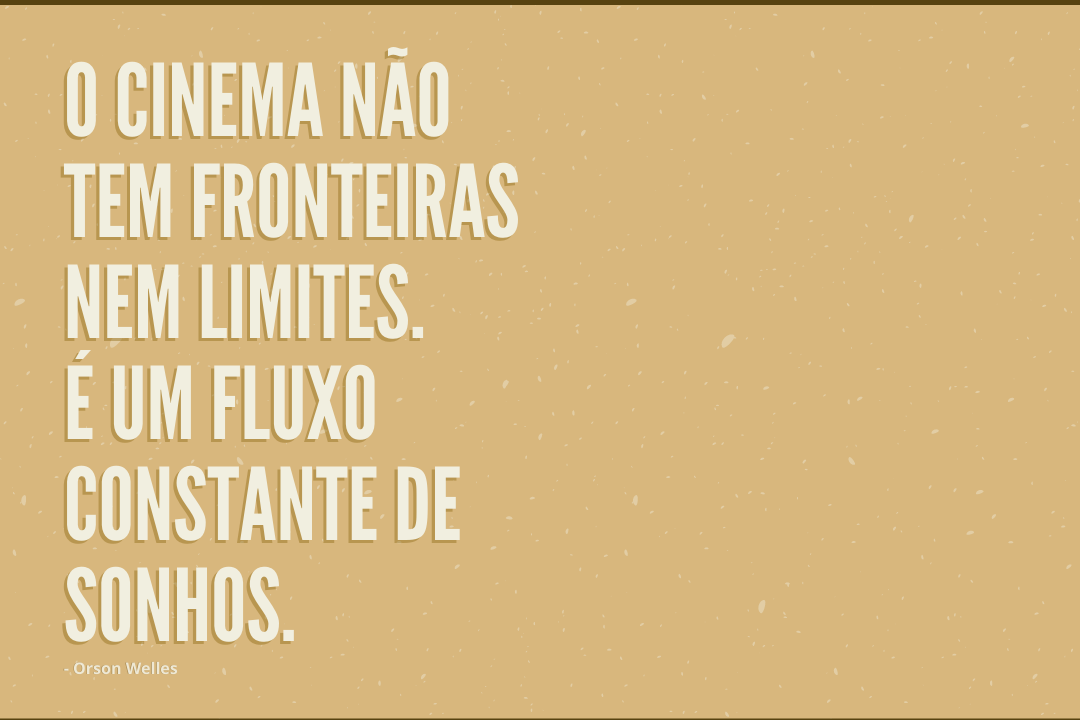 O CINEMA NÃO
TEM FRONTEIRAS
NEM LIMITES.
É UM FLUXO
CONSTANTE DE
SONHOS.
- Orson Welles